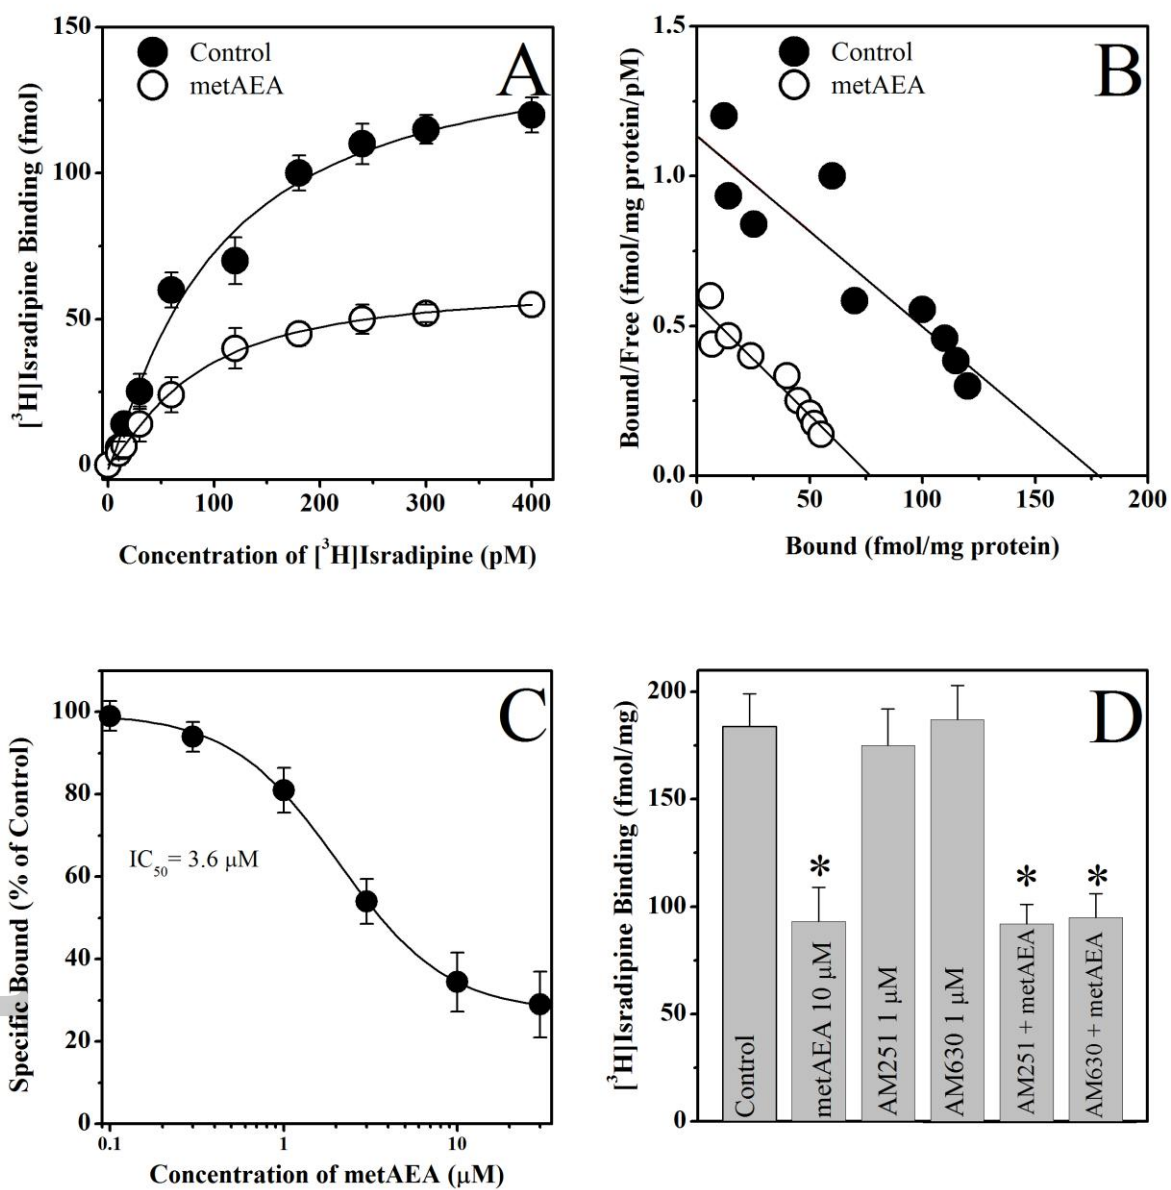 150
100
50
0
0
100
200
300
400
Control
metAEA
A
[³H]Isradipine Binding (fmol)
Concentration of [³H]Isradipine (pM)
1.5
1.0
0.5
0.0
0
50
100
150
200
Control
metAEA
B
Bound/Free (fmol/mg protein/pM)
Bound (fmol/mg protein)
100
80
60
40
20
0
0.1
1
10
C
IC₅₀= 3.6 μM
Specific Bound (% of Control)
Concentration of metAEA (μM)
200
150
100
50
0
D
[³H]Isradipine Binding (fmol/mg)
*
*
*
Control
metAEA 10 μM
AM251 1 μM
AM630 1 μM
AM251 + metAEA
AM630 + metAEA